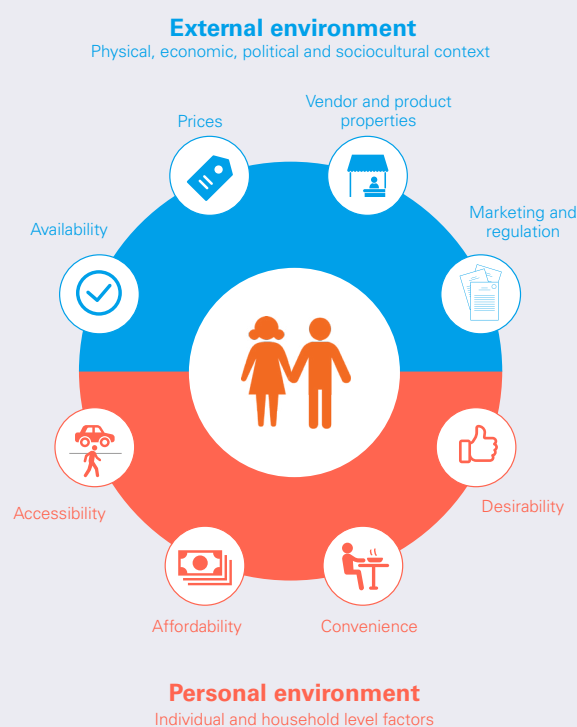 External environment
Physical, economic, political and sociocultural context
Vendor and product
properties
Prices
Marketing and
regulation
Availability
Accessibility
Desirability
Affordability
Convenience
Personal environment
Individual and household level factors